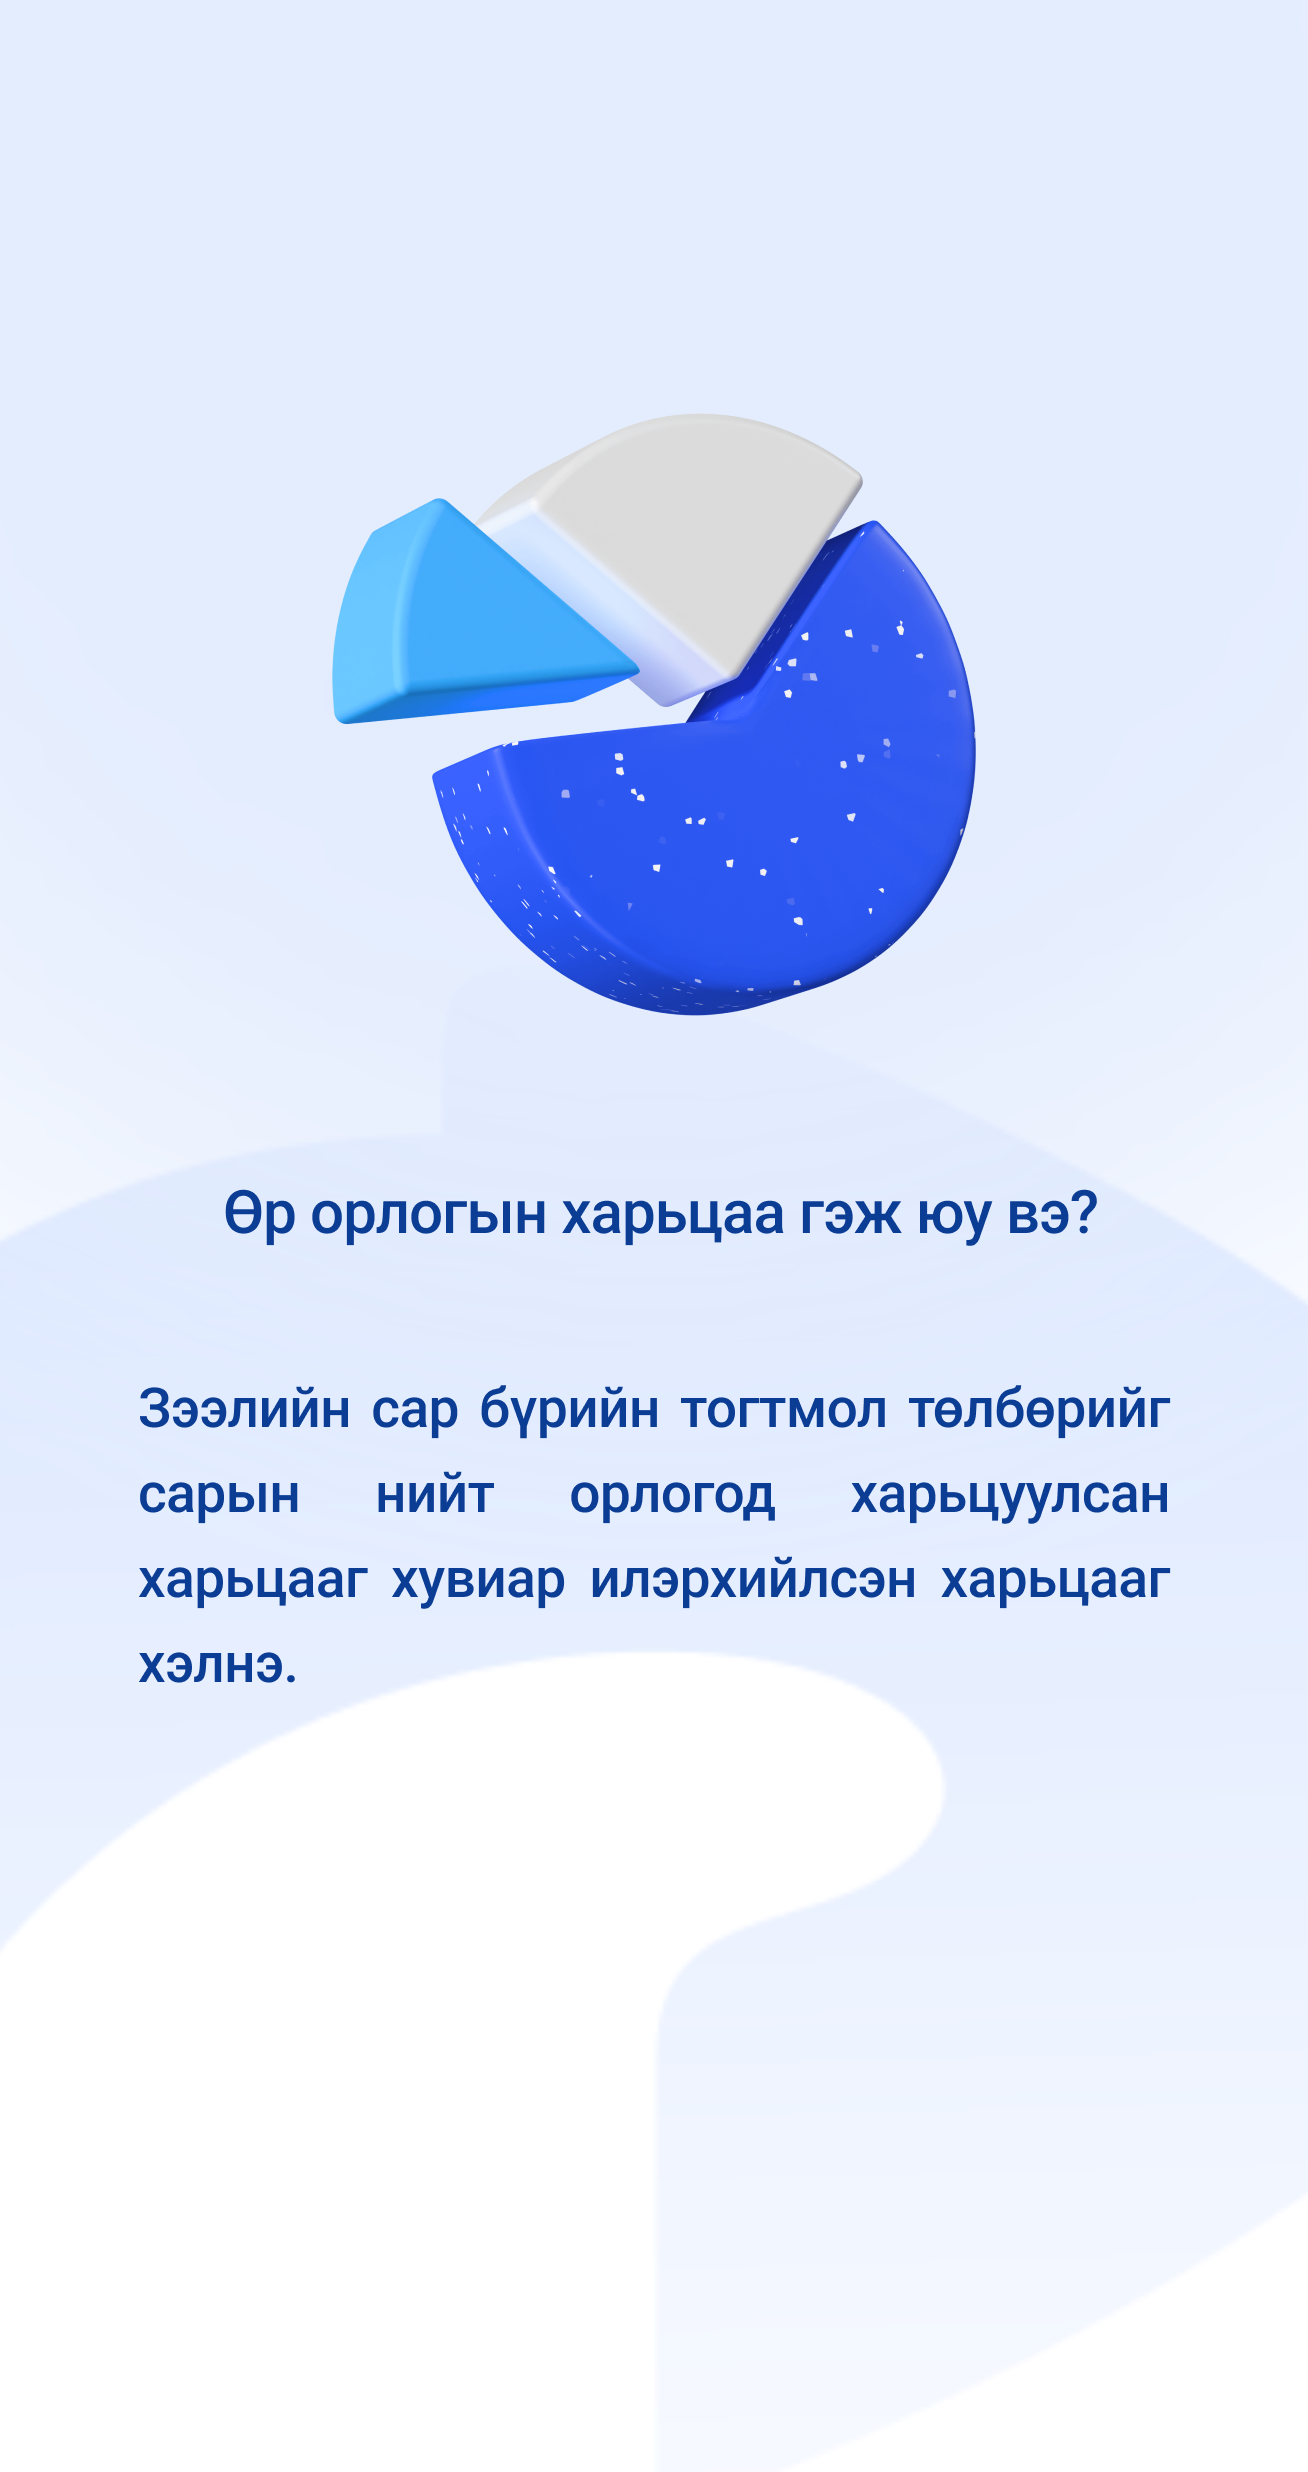 Өр орлогын харьцаа гэж юу вэ?
Зээлийн сар бүрийн тогтмол төлбөрийг
сарын нийт орлогод харьцуулсан
харьцааг хувиар илэрхийлсэн харьцааг
хэлнэ.